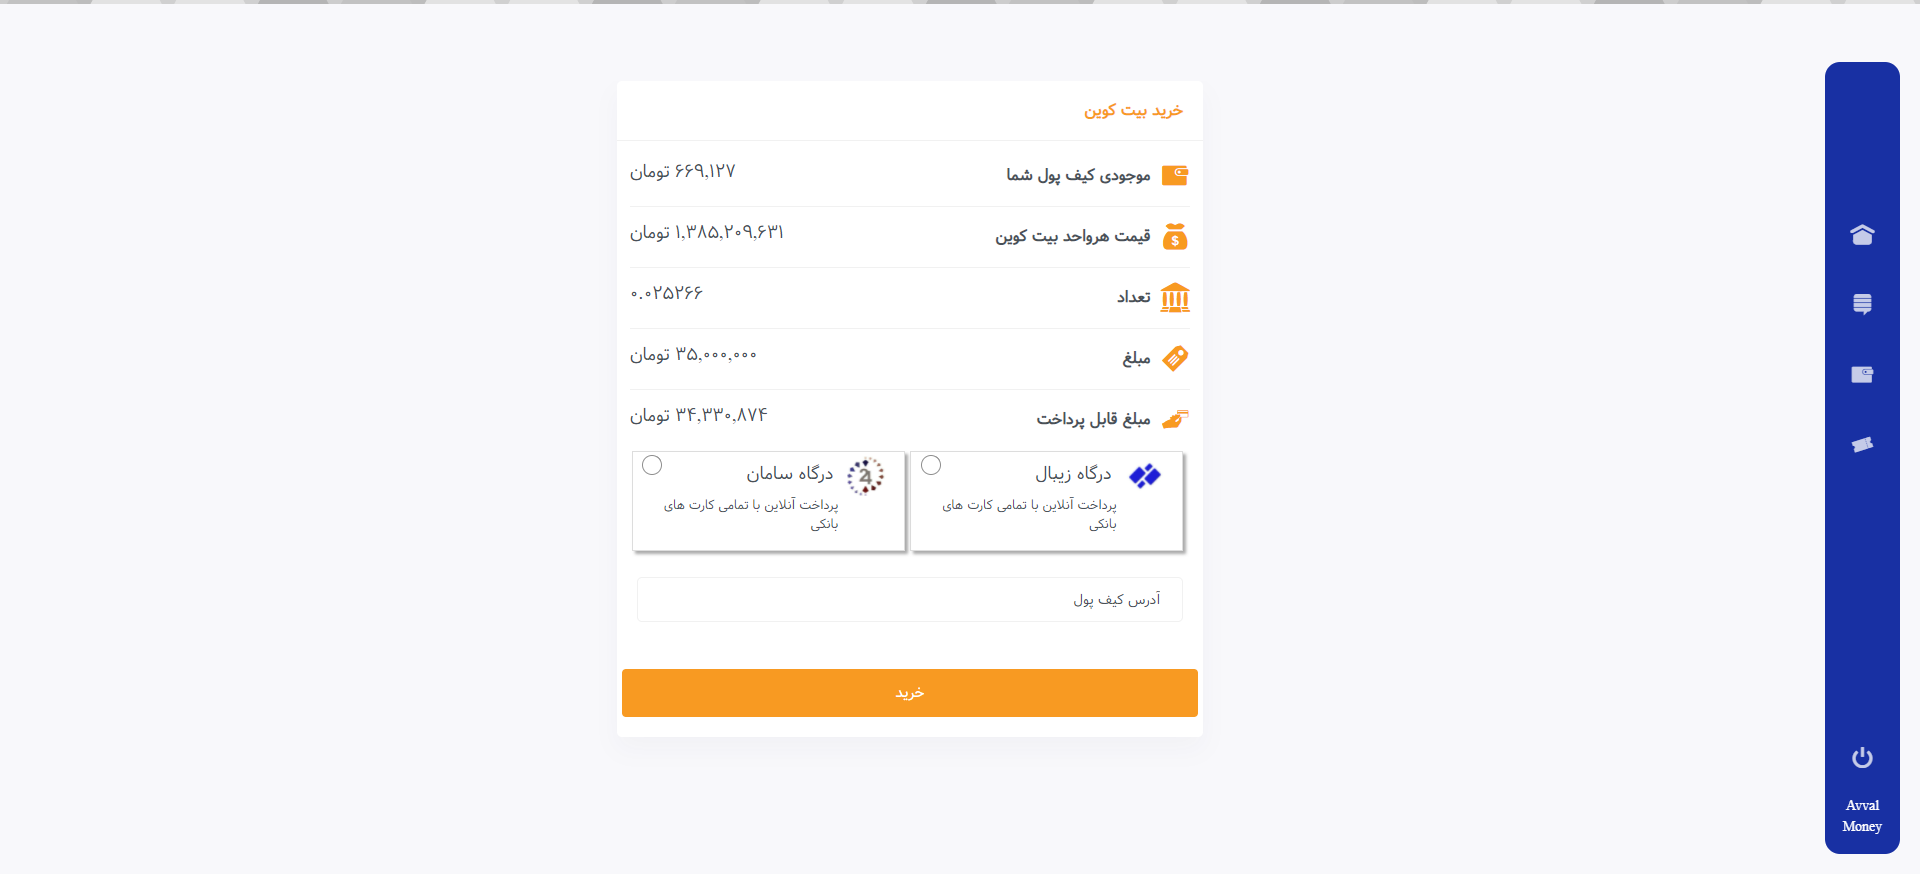 خرید بیت کوین
موجودی کیف پول شما
۶۶۹,۱۲۷ تومان
قیمت هرواحد بیت کوین
۱,۳۸۵,۲۰۹,۶۳۱ تومان
تعداد
۰.۰۲۵۲۶۶
مبلغ
۳۵,۰۰۰,۰۰۰ تومان
مبلغ قابل پرداخت
۳۴,۳۳۰,۸۷۴ تومان
درگاه زیبال
پرداخت آنلاین با تمامی کارت های
بانکی
24
درگاه سامان
پرداخت آنلاین با تمامی کارت های
بانکی
آدرس کیف پول
خرید
Avval
Money